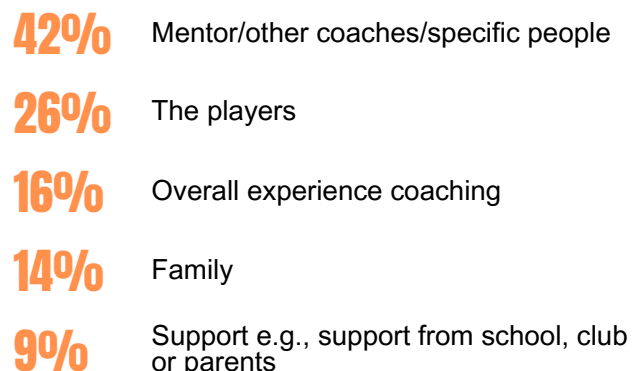 42% Mentor/other coaches/specific people
26% The players
16% Overall experience coaching
14% Family
9% Support e.g., support from school, club
or parents